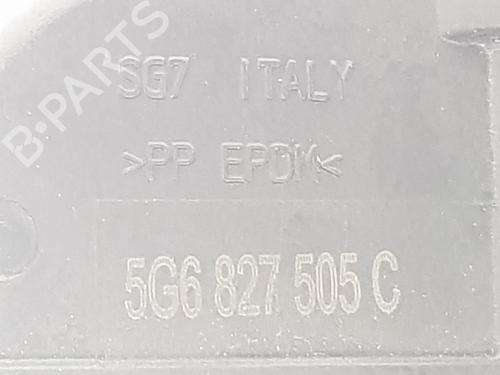 B-PARTS
SG7 ITALY
>PP EPDM<
5G6 827 505 C